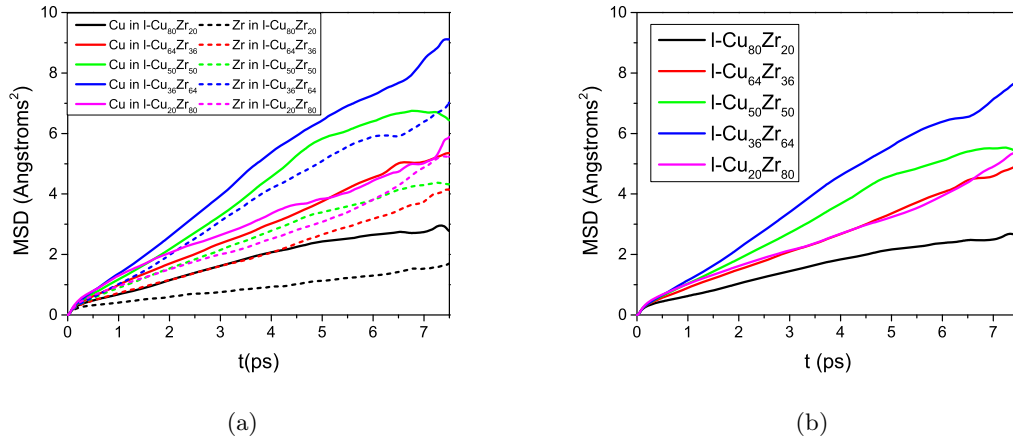 Cu in l-Cu₈₀Zr₂₀ Zr in l-Cu₈₀Zr₂₀
Cu in l-Cu₆₄Zr₃₆ Zr in l-Cu₆₄Zr₃₆
Cu in l-Cu₅₀Zr₅₀ Zr in l-Cu₅₀Zr₅₀
Cu in l-Cu₃₆Zr₆₄ Zr in l-Cu₃₆Zr₆₄
Cu in l-Cu₂₀Zr₈₀ Zr in l-Cu₂₀Zr₈₀
MSD (Angstroms²)
10
8
6
4
2
0
0 1 2 3 4 5 6 7
t(ps)
(a)
l-Cu₈₀Zr₂₀
l-Cu₆₄Zr₃₆
l-Cu₅₀Zr₅₀
l-Cu₃₆Zr₆₄
l-Cu₂₀Zr₈₀
MSD (Angstroms²)
10
8
6
4
2
0
0 1 2 3 4 5 6 7
t (ps)
(b)